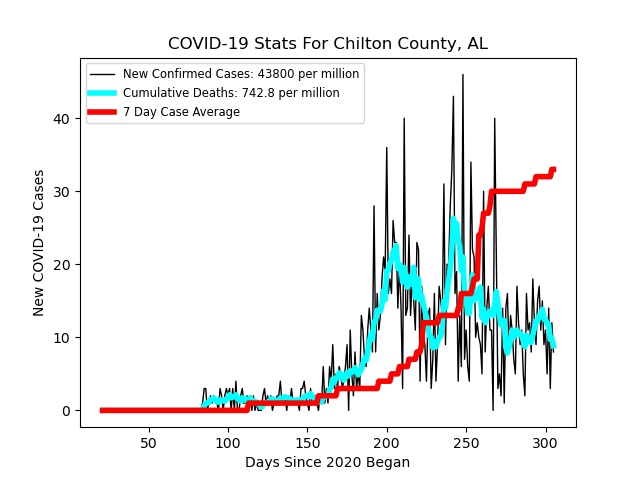 COVID-19 Stats For Chilton County, AL
New Confirmed Cases: 43800 per million
Cumulative Deaths: 742.8 per million
7 Day Case Average
New COVID-19 Cases
40
30
20
10
0
50 100 150 200 250 300
Days Since 2020 Began